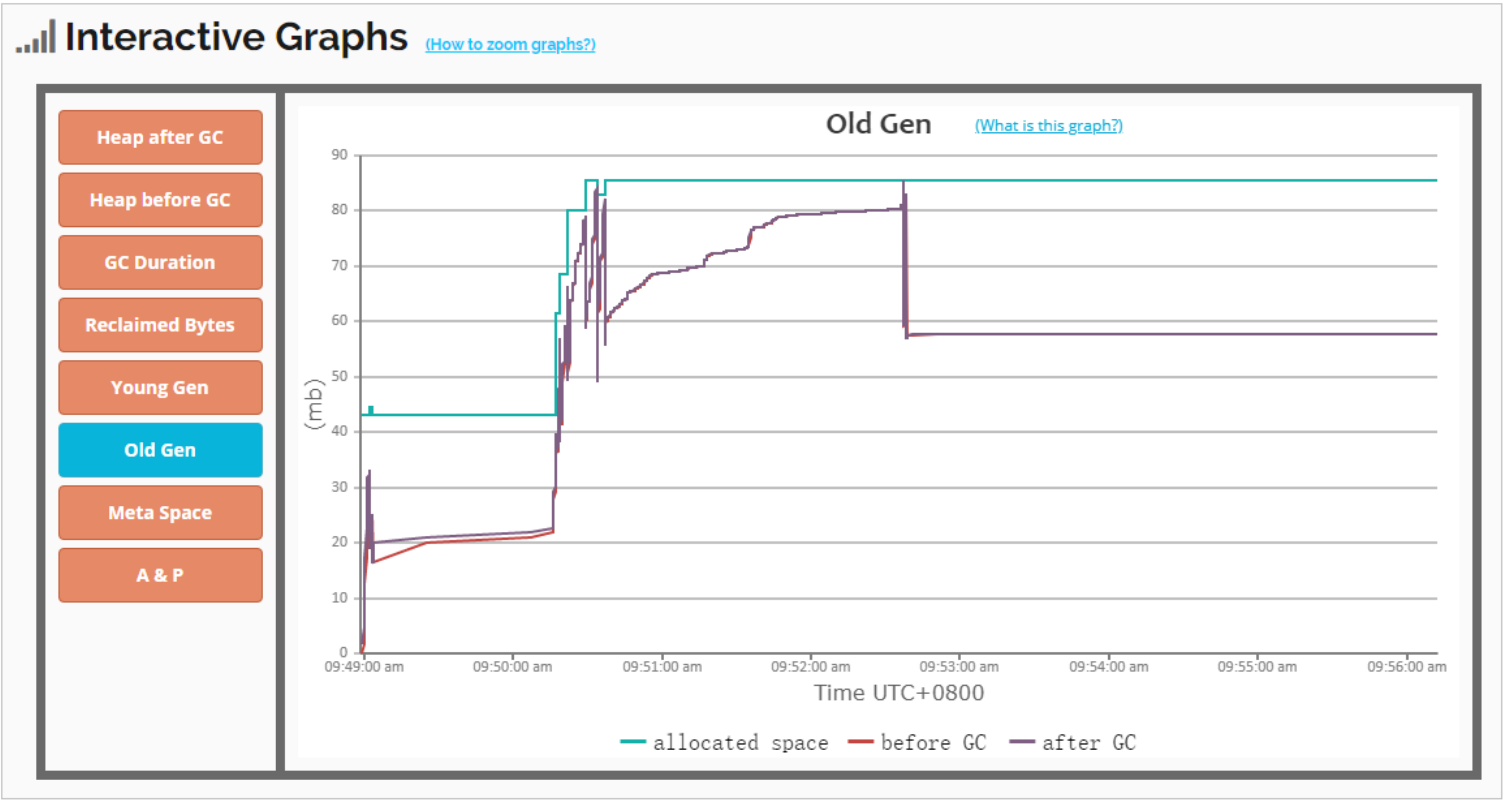 Interactive Graphs (How to zoom graphs?)
Heap after GC
Heap before GC
GC Duration
Reclaimed Bytes
Young Gen
Old Gen
Meta Space
A & P
Old Gen (What is this graph?)
90
80
70
60
50
40
30
20
10
0
(mb)
09:49:00 am 09:50:00 am 09:51:00 am 09:52:00 am 09:53:00 am 09:54:00 am 09:55:00 am 09:56:00 am
Time UTC+0800
allocated space before GC after GC